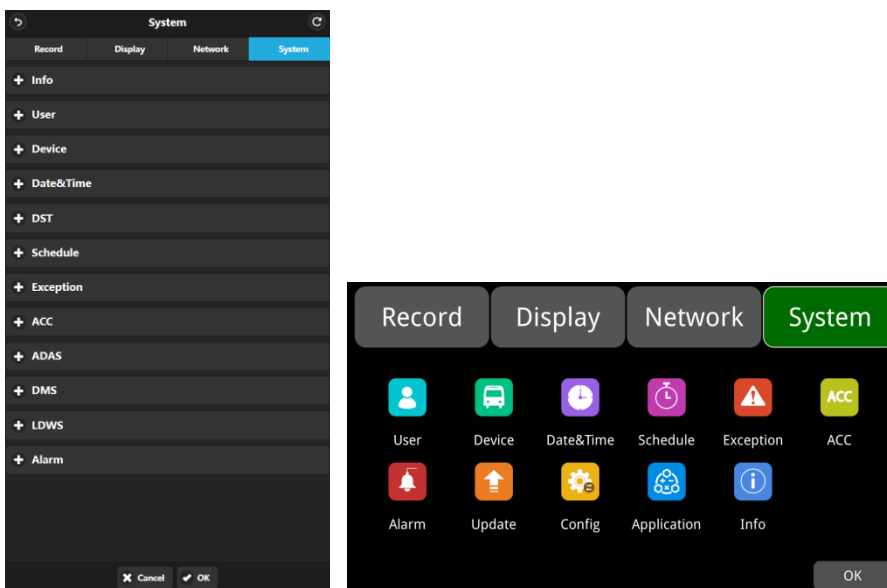 System
Record Display Network System
Info
User
Device
Date&Time
DST
Schedule
Exception
ACC
ADAS
DMS
LDWS
Alarm
Cancel OK
Record Display Network System
ACC
User Device Date&Time Schedule Exception ACC
Alarm Update Config Application Info
OK